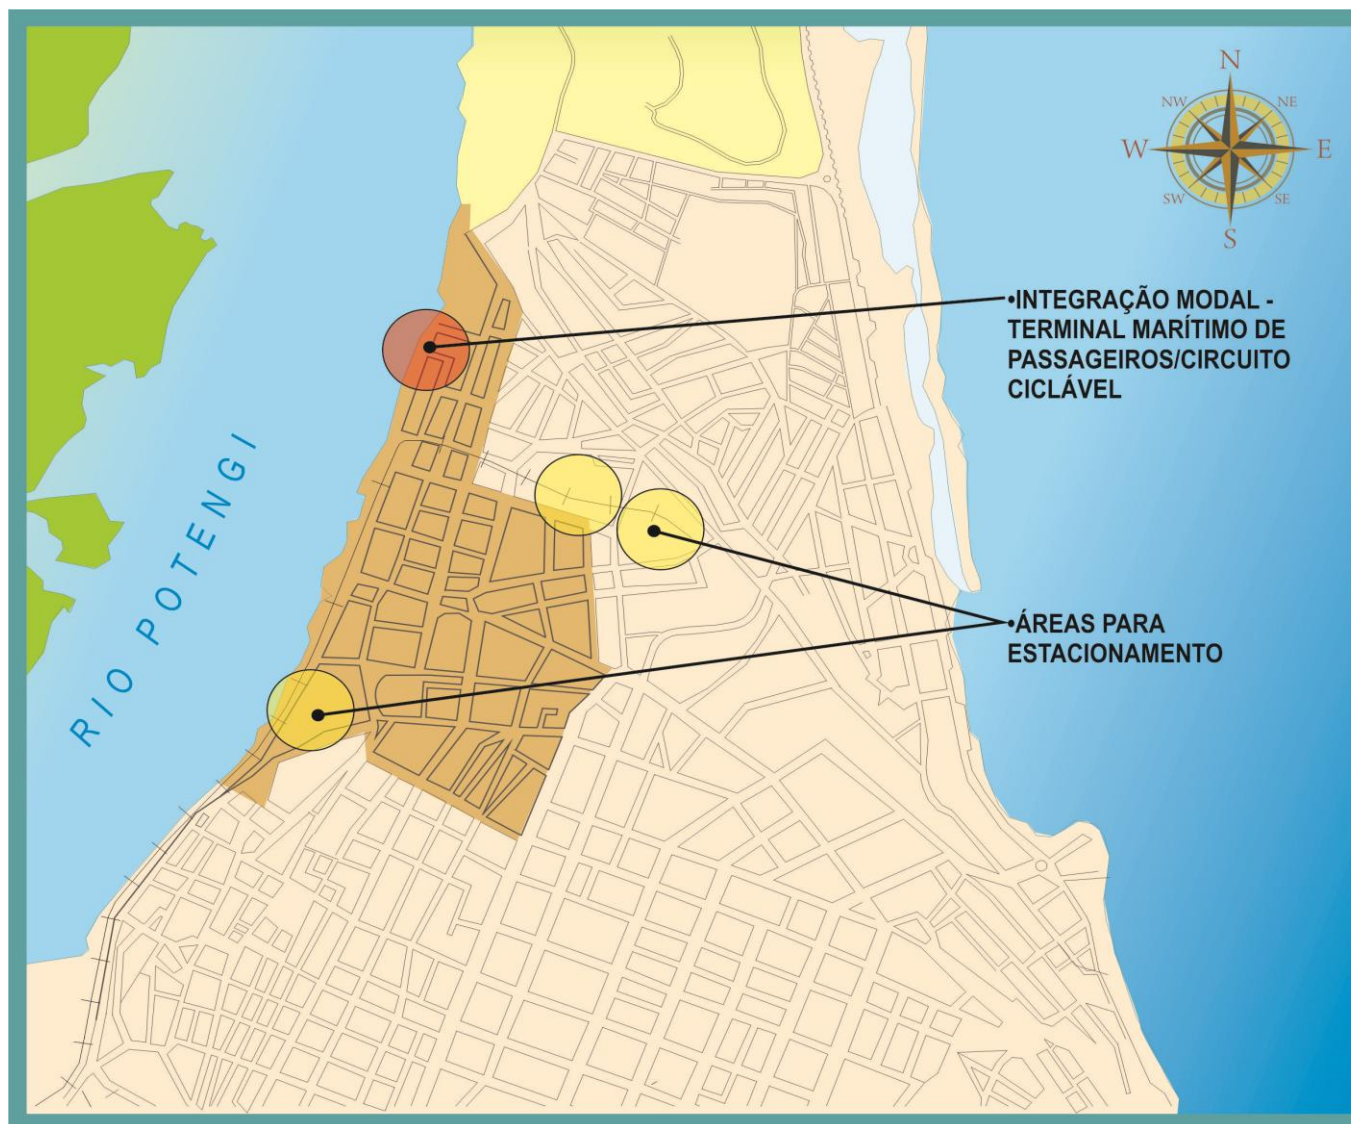 N
NW NE
W E
SW SE
S
•INTEGRAÇÃO MODAL -
TERMINAL MARÍTIMO DE
PASSAGEIROS/CIRCUITO
CICLÁVEL
RIO POTENGI
•ÁREAS PARA
ESTACIONAMENTO